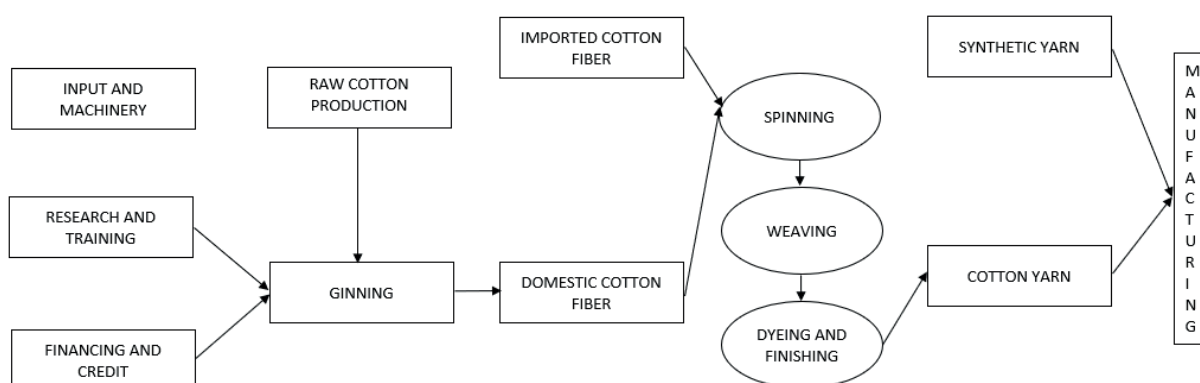 INPUT AND
MACHINERY
RESEARCH AND
TRAINING
FINANCING AND
CREDIT
RAW COTTON
PRODUCTION
GINNING
IMPORTED COTTON
FIBER
DOMESTIC COTTON
FIBER
SPINNING
WEAVING
DYEING AND
FINISHING
SYNTHETIC YARN
COTTON YARN
M
A
N
U
F
A
C
T
U
R
I
N
G